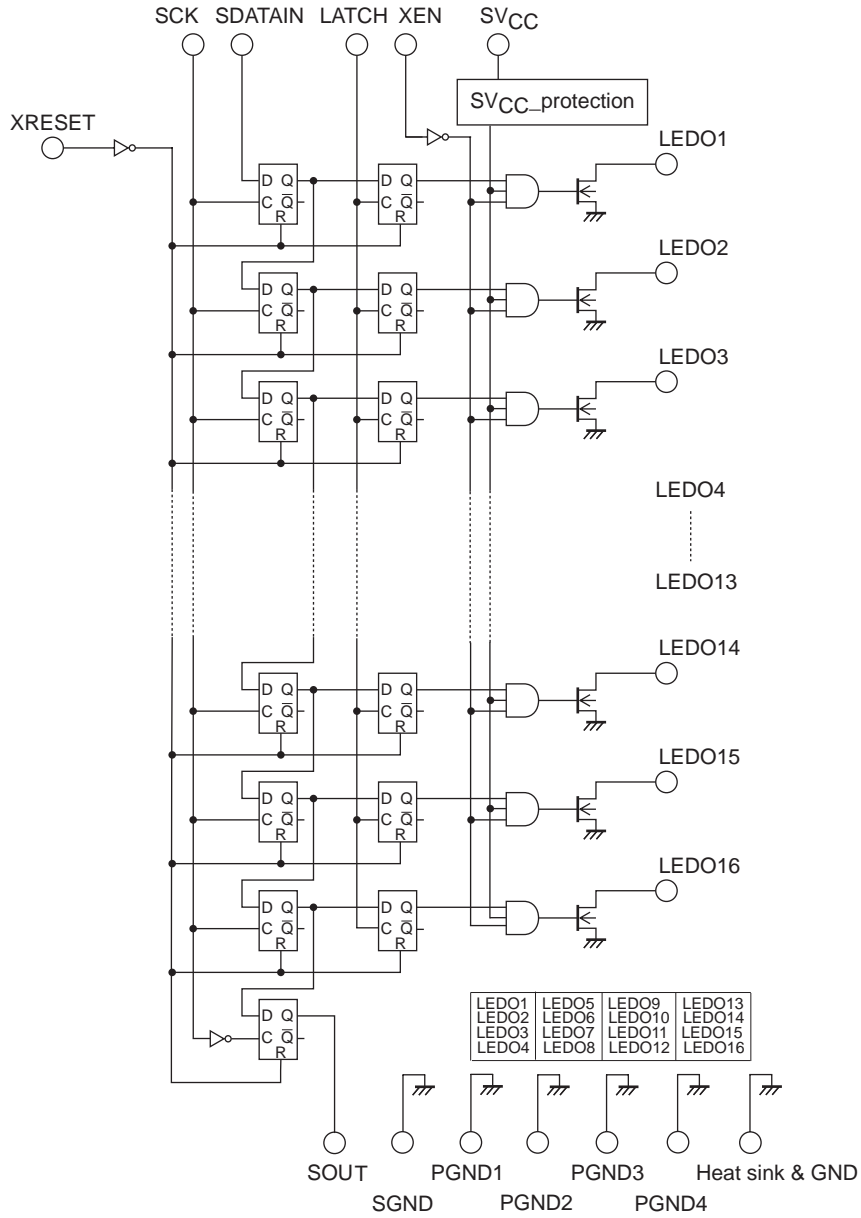 SCK SDATAIN LATCH XEN SVCC
SVCC_protection
XRESET
LEDO1
D Q D Q
C Q̅ C Q̅
R R
LEDO2
D Q D Q
C Q̅ C Q̅
R R
LEDO3
D Q D Q
C Q̅ C Q̅
R R
LEDO4
LEDO13
LEDO14
D Q D Q
C Q̅ C Q̅
R R
LEDO15
D Q D Q
C Q̅ C Q̅
R R
LEDO16
D Q D Q
C Q̅ C Q̅
R R
D Q
C Q̅
R
LEDO1 LEDO5 LEDO9 LEDO13
LEDO2 LEDO6 LEDO10 LEDO14
LEDO3 LEDO7 LEDO11 LEDO15
LEDO4 LEDO8 LEDO12 LEDO16
SOUT PGND1 PGND3 Heat sink & GND
SGND PGND2 PGND4